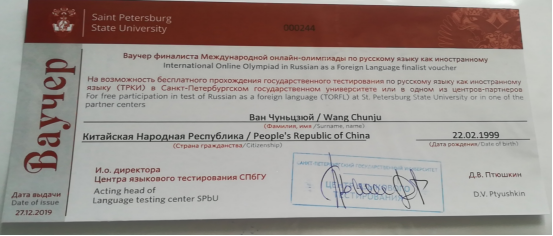 Saint Petersburg
State University
000244
Ваучер
Ваучер финалиста Международной онлайн-олимпиады по русскому языку как иностранному
International Online Olympiad in Russian as a Foreign Language finalist voucher
На возможность бесплатного прохождения государственного тестирования по русскому языку как иностранному
языку (ТРКИ) в Санкт-Петербургском государственном университете или в одном из центров-партнеров
For free participation in test of Russian as a foreign language (TORFL) at St. Petersburg State University or in one of the
partner centers
Ван Чуньцзюй / Wang Chunju
(Фамилия, имя / Surname, name)
Китайская Народная Республика / People's Republic of China 22.02.1999
(Страна гражданства / Citizenship) (Дата рождения / Date of birth)
И.о. директора
Центра языкового тестирования СПбГУ
Acting head of
Language testing center SPbU
САНКТ-ПЕТЕРБУРГСКИЙ ГОСУДАРСТВЕННЫЙ УНИВЕРСИТЕТ
ТЕСТИРОВАНИЯ
Д.В. Птюшкин
D.V. Ptyushkin
Дата выдачи
Date of Issue
27.12.2019